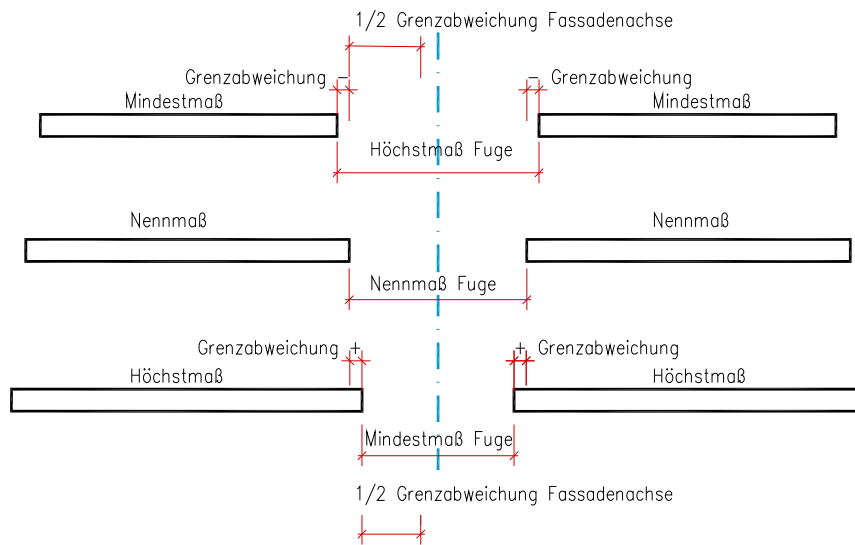 1/2 Grenzabweichung Fassadenachse
Grenzabweichung − − Grenzabweichung
Mindestmaß Mindestmaß
Höchstmaß Fuge
Nennmaß Nennmaß
Nennmaß Fuge
Grenzabweichung + + Grenzabweichung
Höchstmaß Höchstmaß
Mindestmaß Fuge
1/2 Grenzabweichung Fassadenachse